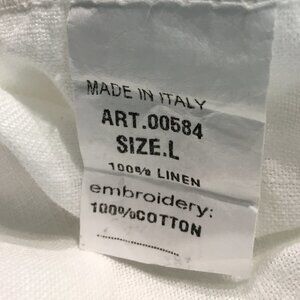 MADE IN ITALY
ART.00584
SIZE.L
100% LINEN
embroidery:
100%COTTON